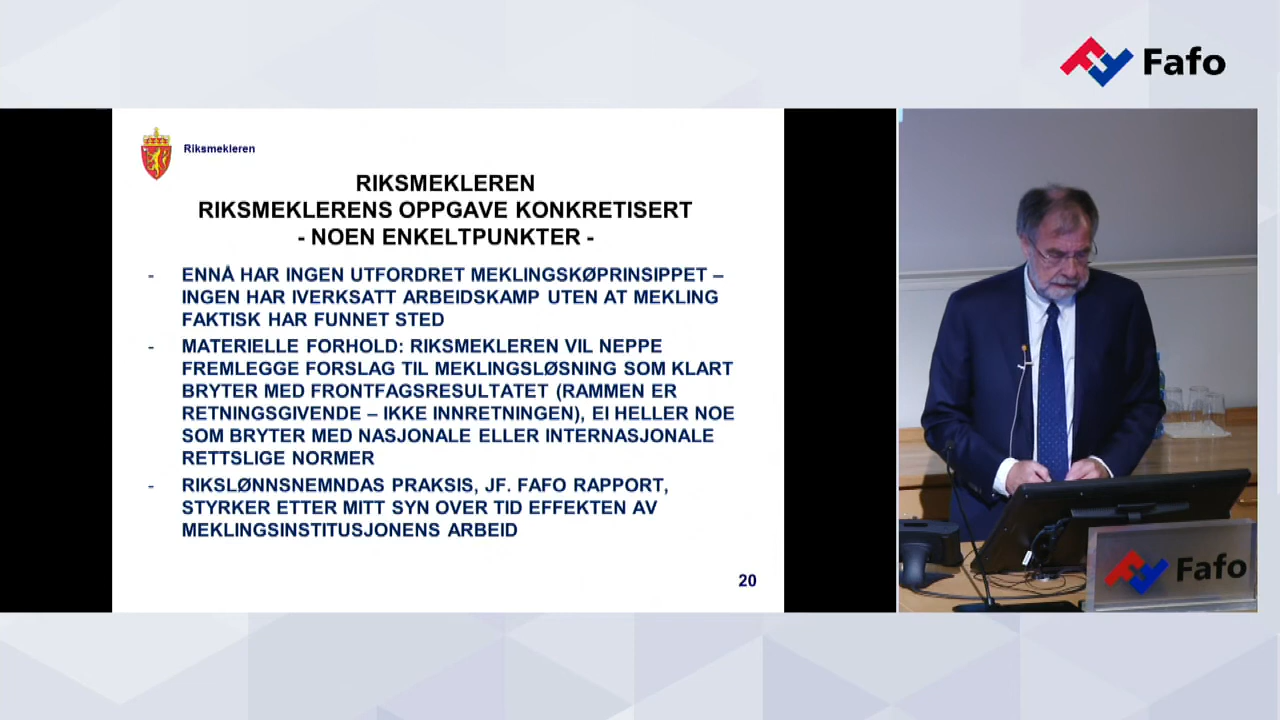 Fafo
Riksmekleren
RIKSMEKLEREN
RIKSMEKLERENS OPPGAVE KONKRETISERT
- NOEN ENKELTPUNKTER -
- ENNÅ HAR INGEN UTFORDRET MEKLINGSKØPRINSIPPET –
INGEN HAR IVERKSATT ARBEIDSKAMP UTEN AT MEKLING
FAKTISK HAR FUNNET STED
- MATERIELLE FORHOLD: RIKSMEKLEREN VIL NEPPE
FREMLEGGE FORSLAG TIL MEKLINGSLØSNING SOM KLART
BRYTER MED FRONTFAGSRESULTATET (RAMMEN ER
RETNINGSGIVENDE – IKKE INNRETNINGEN), EI HELLER NOE
SOM BRYTER MED NASJONALE ELLER INTERNASJONALE
RETTSLIGE NORMER
- RIKSLØNNSNEMNDAS PRAKSIS, JF. FAFO RAPPORT,
STYRKER ETTER MITT SYN OVER TID EFFEKTEN AV
MEKLINGSINSTITUSJONENS ARBEID
20
Fafo